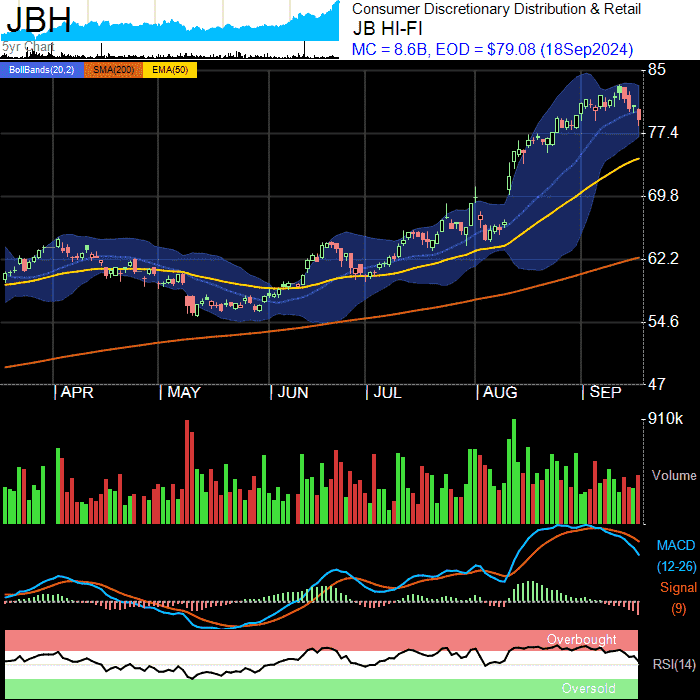 JBH
5yr Chart
Consumer Discretionary Distribution & Retail
JB HI-FI
MC = 8.6B, EOD = $79.08 (18Sep2024)
BollBands(20,2) SMA(200) EMA(50)
85
77.4
69.8
62.2
54.6
47
APR MAY JUN JUL AUG SEP
910k
Volume
MACD
(12-26)
Signal
(9)
Overbought
RSI(14)
Oversold